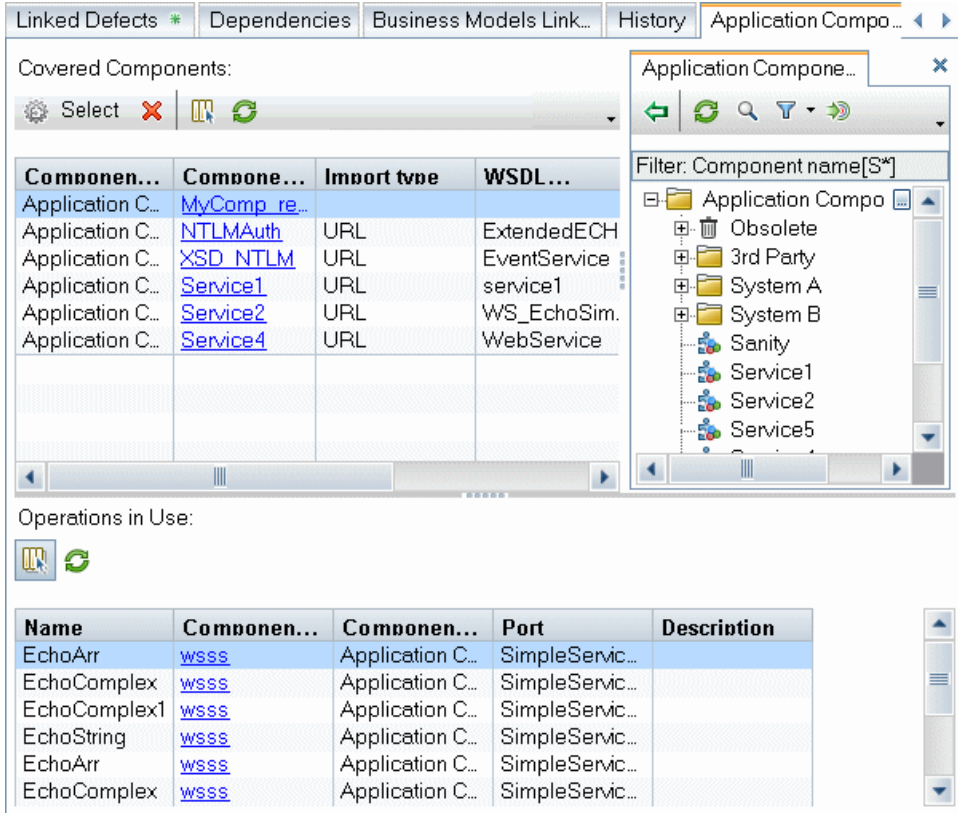 Linked Defects * Dependencies Business Models Link... History Application Compo...
Covered Components:
Select
Componen... Compone... Import type WSDL...
Application C... MyComp_re...
Application C... NTLMAuth URL ExtendedECH
Application C... XSD_NTLM URL EventService
Application C... Service1 URL service1
Application C... Service2 URL WS_EchoSim.
Application C... Service4 URL WebService
Application Compone...
Filter: Component name[S*]
Application Compo
Obsolete
3rd Party
System A
System B
Sanity
Service1
Service2
Service5
Operations in Use:
Name Componen... Componen... Port Description
EchoArr wsss Application C... SimpleServic...
EchoComplex wsss Application C... SimpleServic...
EchoComplex1 wsss Application C... SimpleServic...
EchoString wsss Application C... SimpleServic...
EchoArr wsss Application C... SimpleServic...
EchoComplex wsss Application C... SimpleServic...